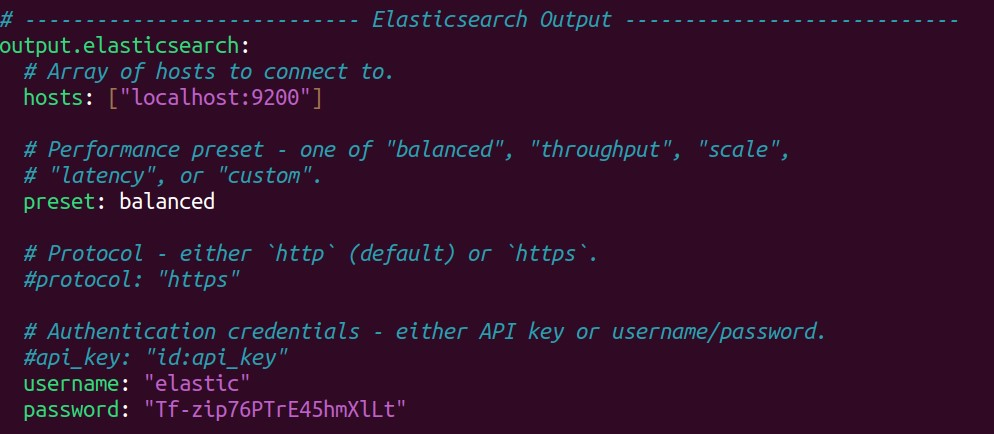 # ---------------------------- Elasticsearch Output ----------------------------
output.elasticsearch:
  # Array of hosts to connect to.
  hosts: ["localhost:9200"]
  # Performance preset - one of "balanced", "throughput", "scale",
  # "latency", or "custom".
  preset: balanced
  # Protocol - either `http` (default) or `https`.
  #protocol: "https"
  # Authentication credentials - either API key or username/password.
  #api_key: "id:api_key"
  username: "elastic"
  password: "Tf-zip76PTrE45hmXlLt"